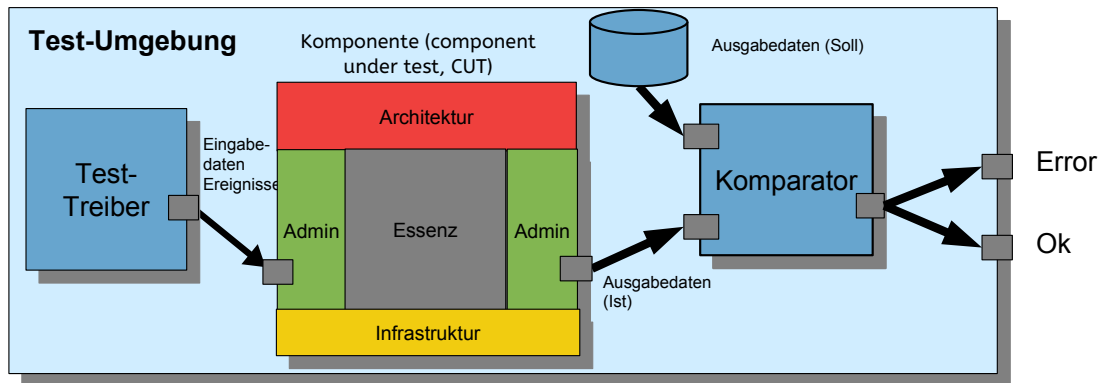 Test-Umgebung
Komponente (component
under test, CUT)
Ausgabedaten (Soll)
Architektur
Eingabe-
daten
Ereignisse
Test-
Treiber
Admin
Essenz
Admin
Komparator
Error
Ok
Ausgabedaten
(Ist)
Infrastruktur